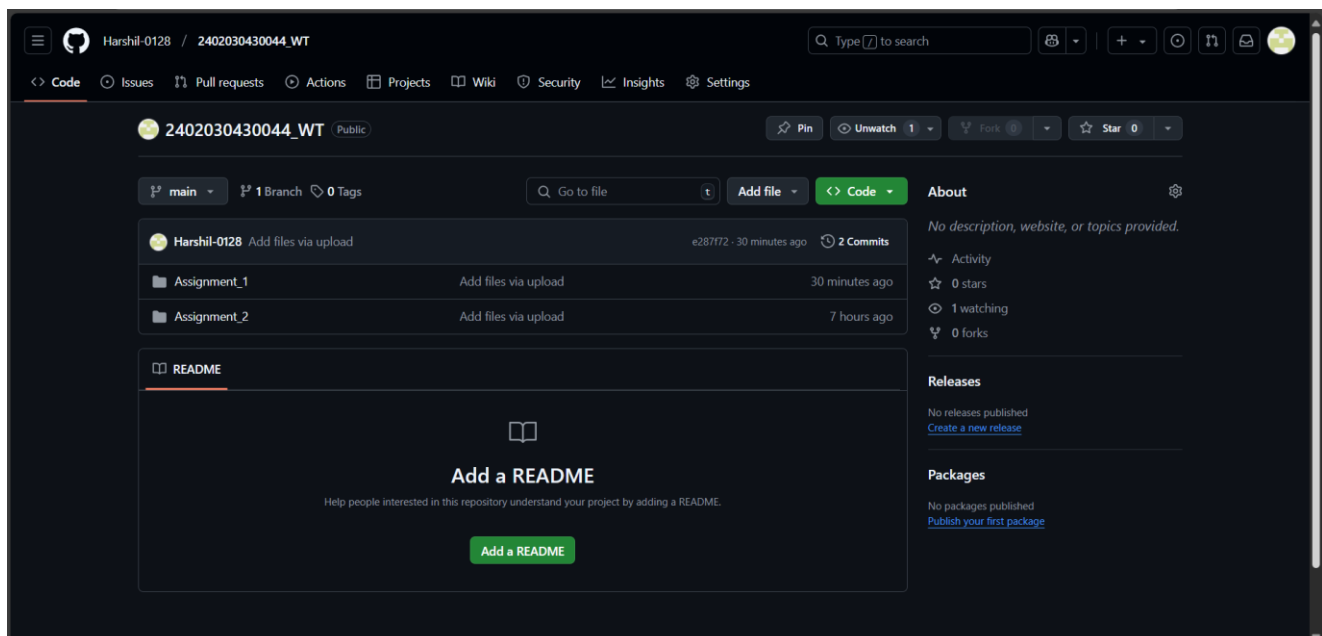 Harshil-0128 / 2402030430044_WT
Type / to search
Code Issues Pull requests Actions Projects Wiki Security Insights Settings
2402030430044_WT Public
Pin Unwatch 1 Fork 0 Star 0
main 1 Branch 0 Tags
Go to file t Add file Code
Harshil-0128 Add files via upload e287f72 · 30 minutes ago 2 Commits
Assignment_1 Add files via upload 30 minutes ago
Assignment_2 Add files via upload 7 hours ago
README
Add a README
Help people interested in this repository understand your project by adding a README.
Add a README
About
No description, website, or topics provided.
Activity
0 stars
1 watching
0 forks
Releases
No releases published
Create a new release
Packages
No packages published
Publish your first package